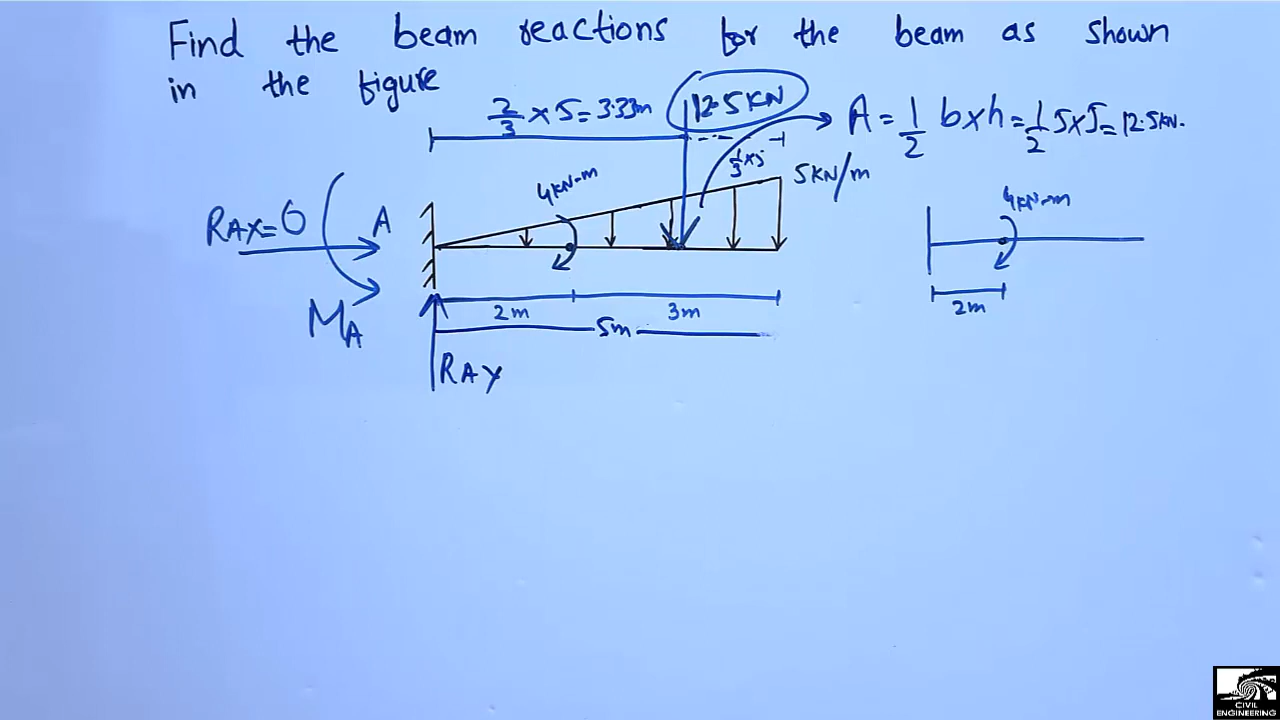 Find the beam reactions for the beam as shown
in the figure
2/3 × 5 = 3.33m
12.5KN
A = 1/2 b×h = 1/2 5×5 = 12.5KN.
1/3×5
5KN/m
4KN-m
4KN-m
RAX=0
A
2m
3m
2m
5m
MA
RAY
CIVIL
ENGINEERING